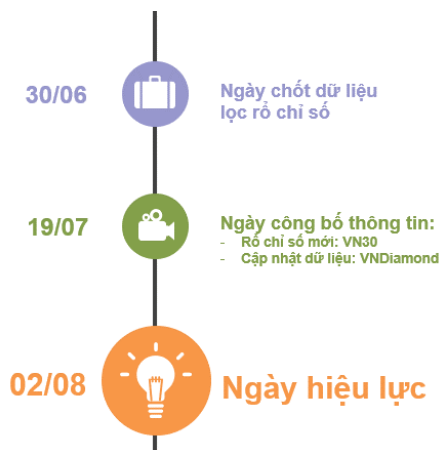 30/06
Ngày chốt dữ liệu
lọc rổ chỉ số
19/07
Ngày công bố thông tin:
- Rổ chỉ số mới: VN30
- Cập nhật dữ liệu: VNDiamond
02/08
Ngày hiệu lực